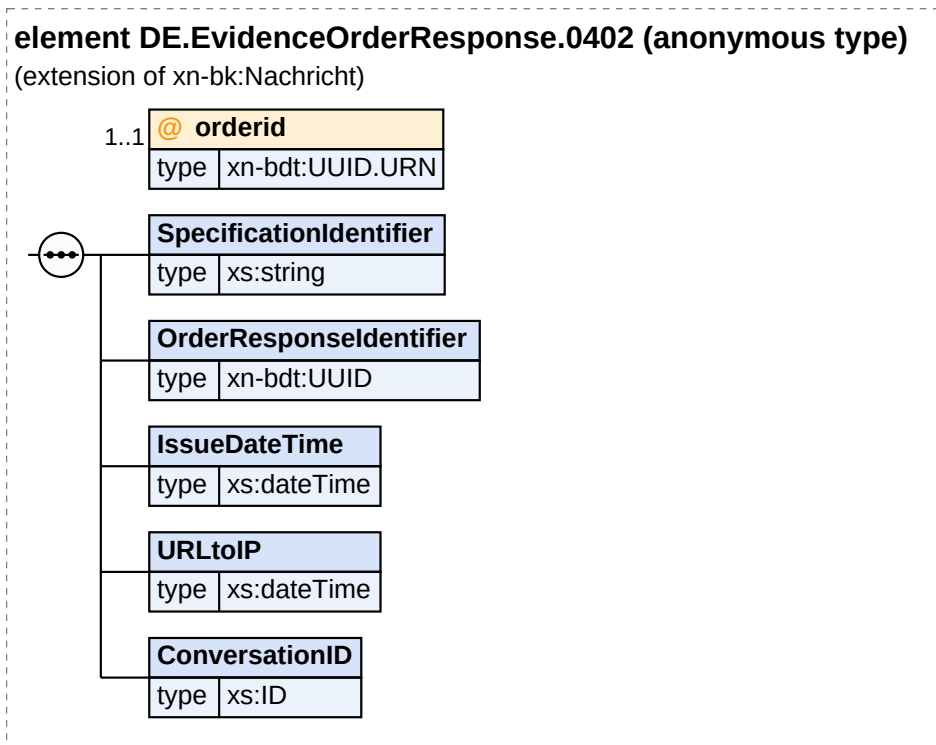 element DE.EvidenceOrderResponse.0402 (anonymous type)
(extension of xn-bk:Nachricht)
1..1 @ orderid
type xn-bdt:UUID.URN
SpecificationIdentifier
type xs:string
OrderResponseIdentifier
type xn-bdt:UUID
IssueDateTime
type xs:dateTime
URLtoIP
type xs:dateTime
ConversationID
type xs:ID